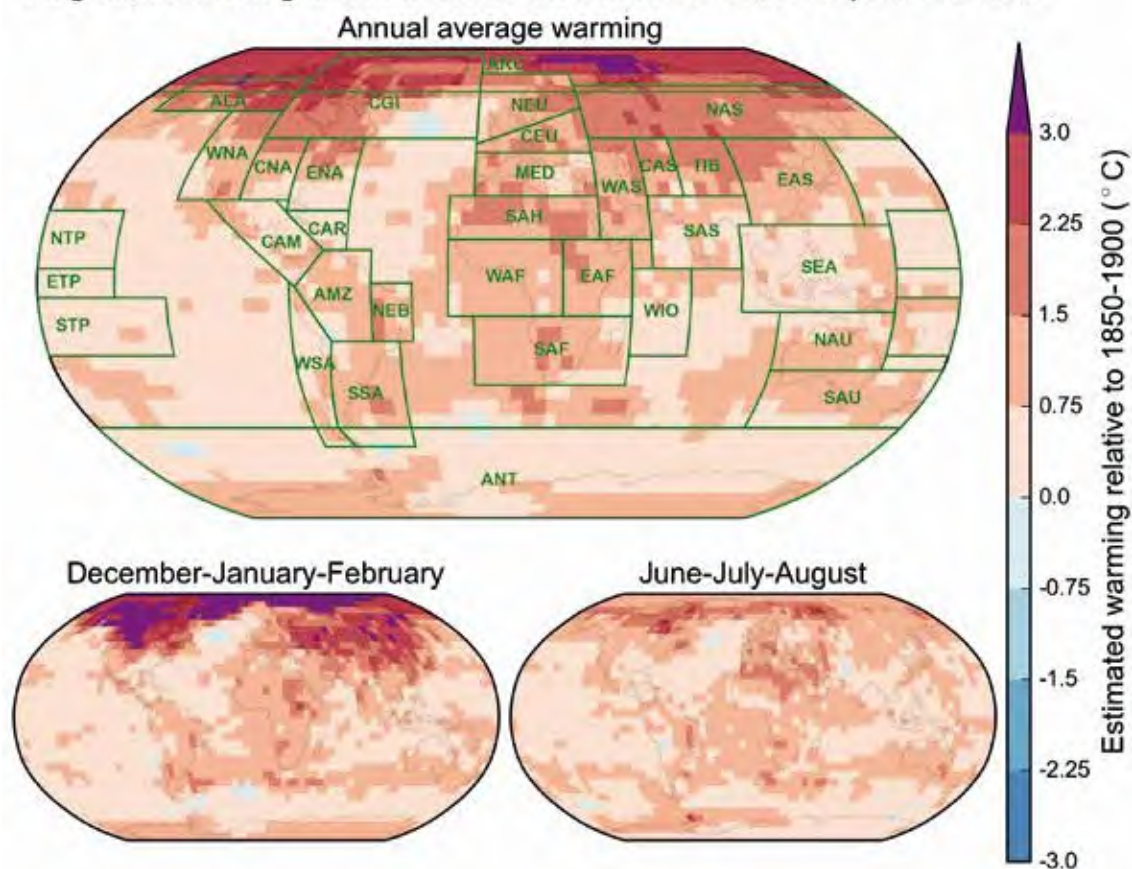 Annual average warming
ARC
ALA
CGI
NEU
NAS
CEU
WNA
CNA
ENA
MED
WAS
CAS
TIB
EAS
SAH
CAR
CAM
SAS
NTP
SEA
WAF
EAF
ETP
AMZ
NEB
WIO
STP
NAU
SAF
WSA
SSA
SAU
ANT
December-January-February
June-July-August
3.0
2.25
1.5
0.75
0.0
-0.75
-1.5
-2.25
-3.0
Estimated warming relative to 1850-1900 (°C)